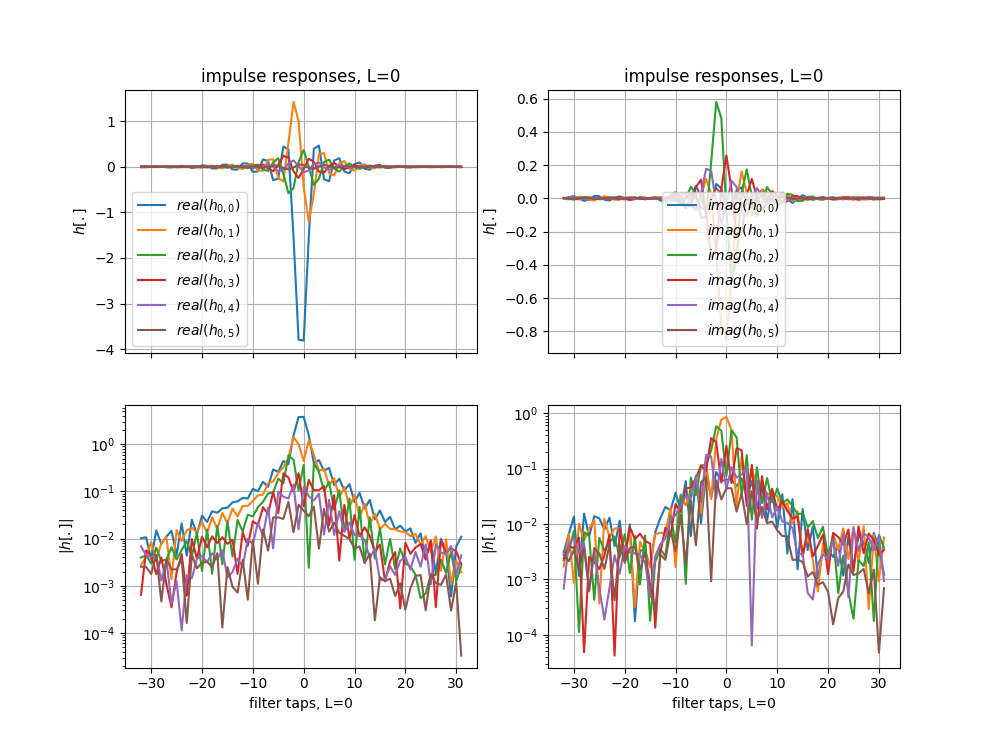 impulse responses, L=0
h[.]
1
0
−1
−2
−3
−4
real(h0,0)
real(h0,1)
real(h0,2)
real(h0,3)
real(h0,4)
real(h0,5)
impulse responses, L=0
h[.]
0.6
0.4
0.2
0.0
−0.2
−0.4
−0.6
−0.8
imag(h0,0)
imag(h0,1)
imag(h0,2)
imag(h0,3)
imag(h0,4)
imag(h0,5)
|h[.]|
10^0
10^−1
10^−2
10^−3
10^−4
−30 −20 −10 0 10 20 30
filter taps, L=0
|h[.]|
10^0
10^−1
10^−2
10^−3
10^−4
−30 −20 −10 0 10 20 30
filter taps, L=0